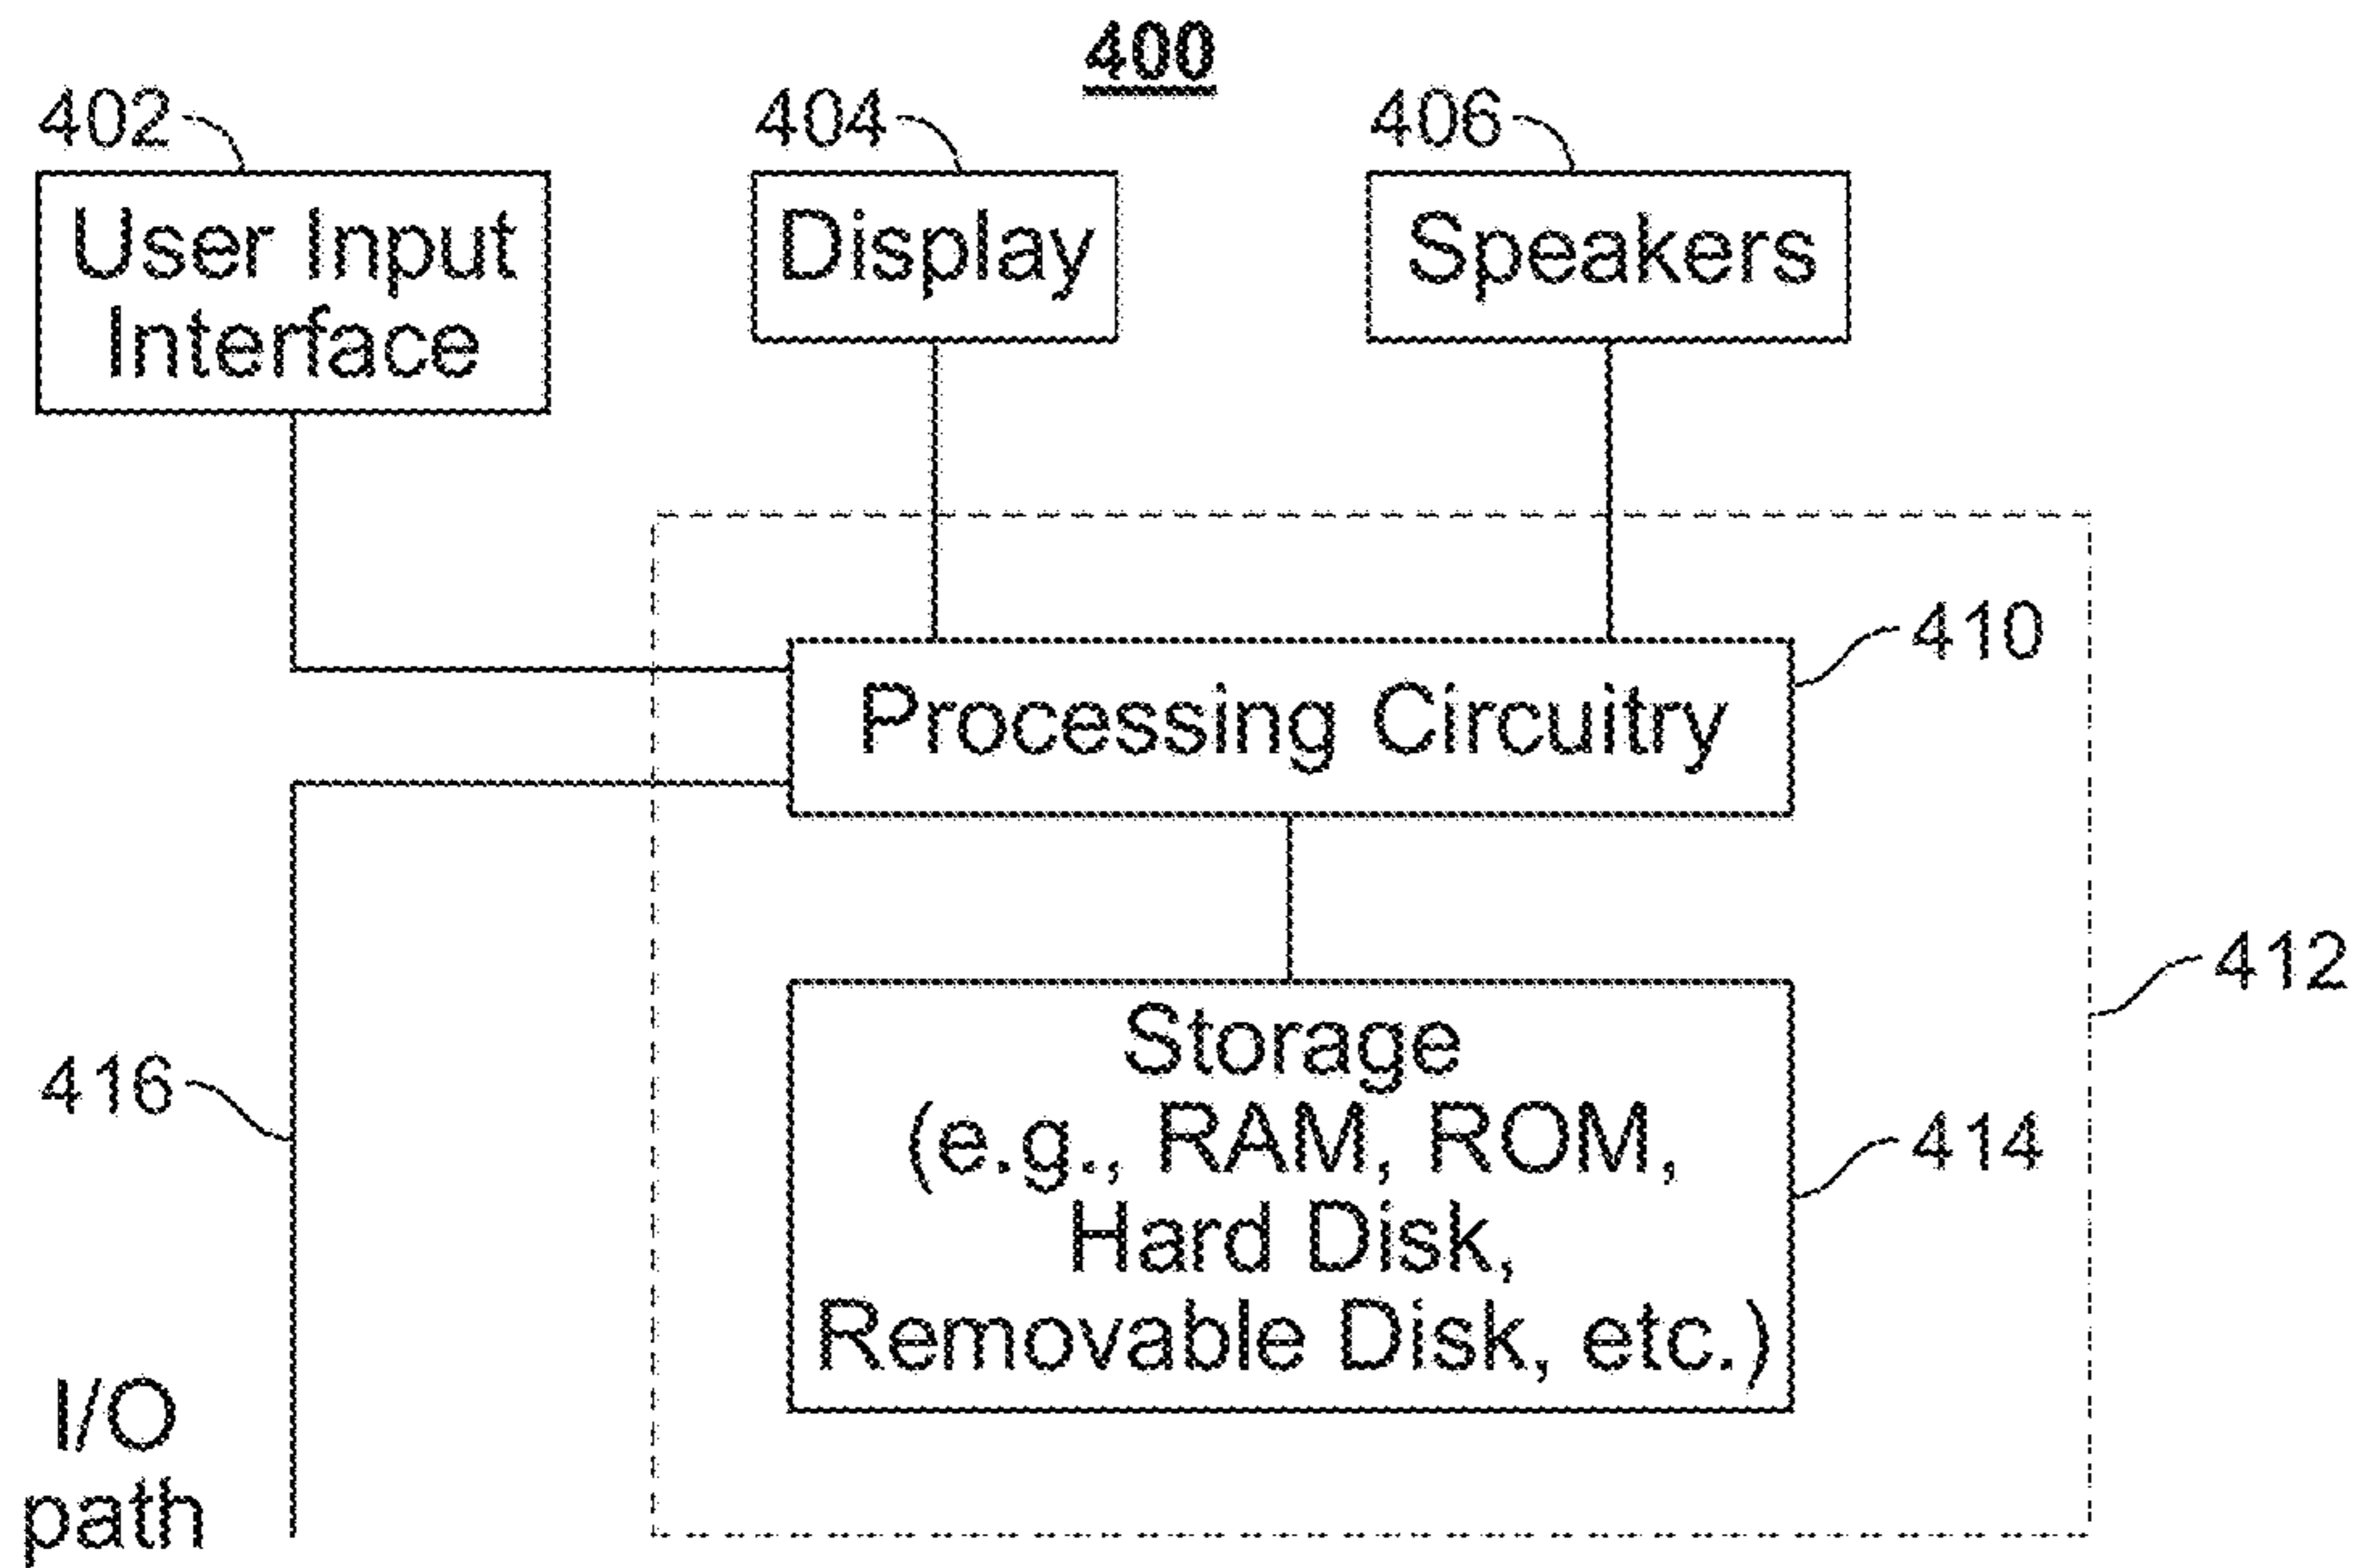 400
402
404
406
User Input
Interface
Display
Speakers
410
Processing Circuitry
412
Storage
(e.g., RAM, ROM,
Hard Disk,
Removable Disk, etc.)
414
416
I/O
path